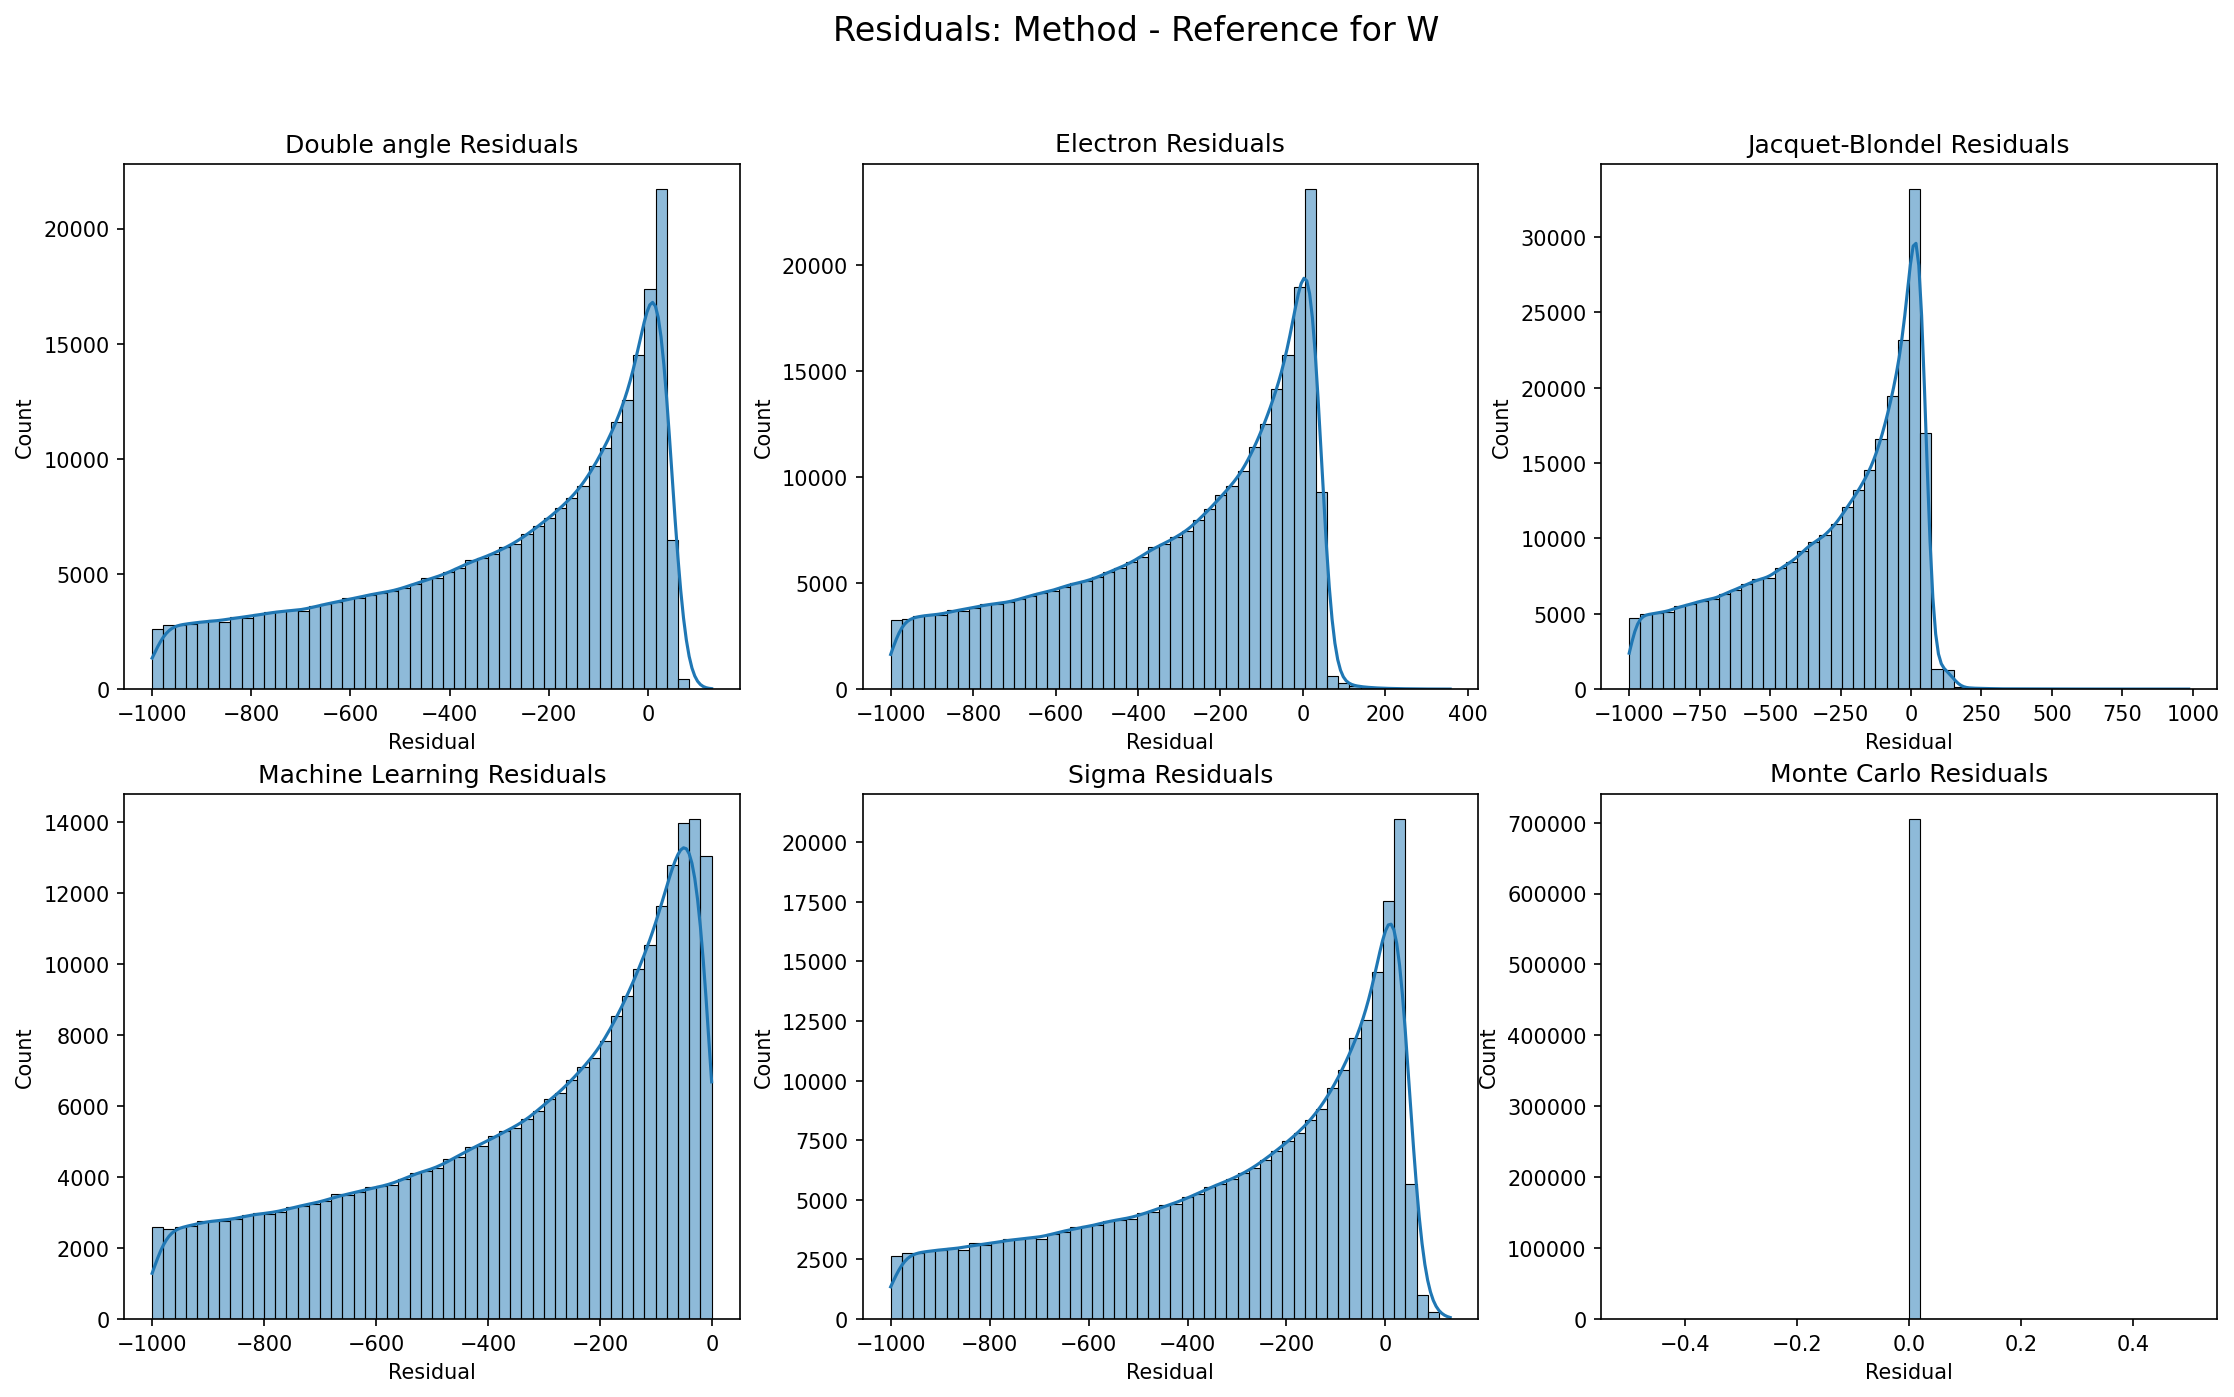 Residuals: Method - Reference for W
Double angle Residuals
Count
20000
15000
10000
5000
0
−1000 −800 −600 −400 −200 0
Residual
Electron Residuals
Count
20000
15000
10000
5000
0
−1000 −800 −600 −400 −200 0 200 400
Residual
Jacquet-Blondel Residuals
Count
30000
25000
20000
15000
10000
5000
0
−1000 −750 −500 −250 0 250 500 750 1000
Residual
Machine Learning Residuals
Count
14000
12000
10000
8000
6000
4000
2000
0
−1000 −800 −600 −400 −200 0
Residual
Sigma Residuals
Count
20000
17500
15000
12500
10000
7500
5000
2500
0
−1000 −800 −600 −400 −200 0
Residual
Monte Carlo Residuals
Count
700000
600000
500000
400000
300000
200000
100000
0
−0.4 −0.2 0.0 0.2 0.4
Residual